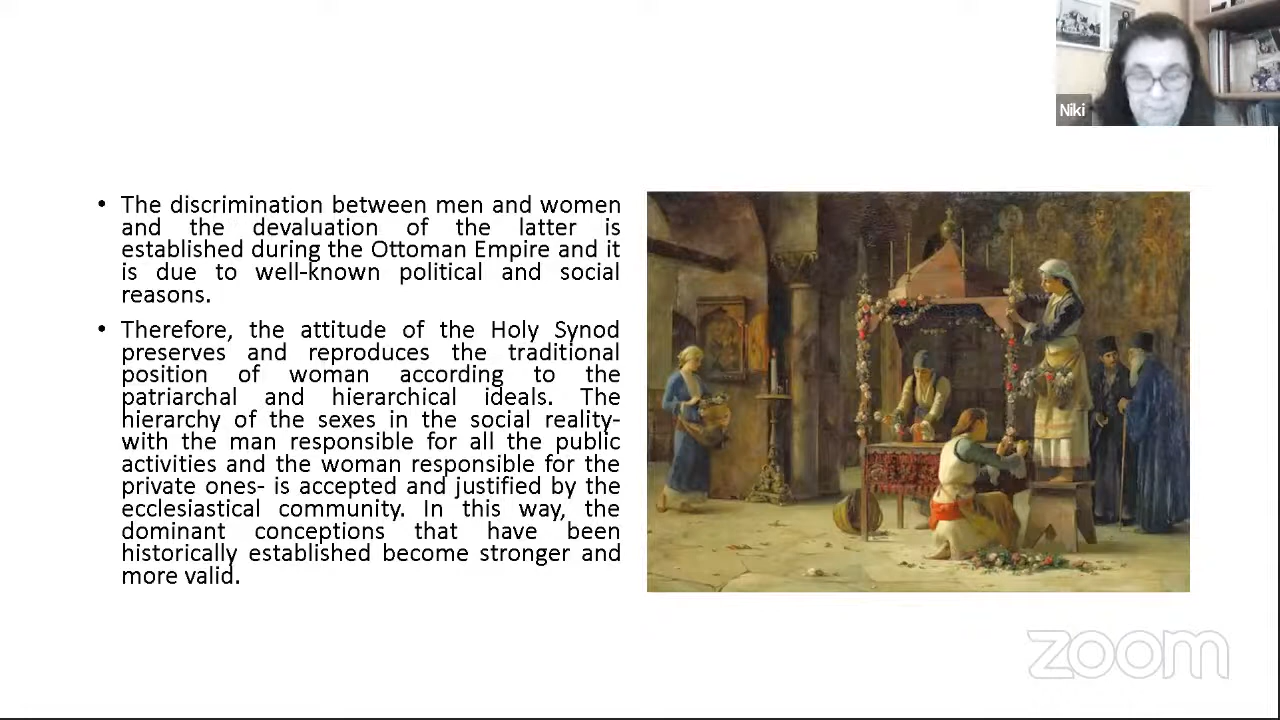 Niki
• The discrimination between men and women
and the devaluation of the latter is
established during the Ottoman Empire and it
is due to well-known political and social
reasons.
• Therefore, the attitude of the Holy Synod
preserves and reproduces the traditional
position of woman according to the
patriarchal and hierarchical ideals. The
hierarchy of the sexes in the social reality-
with the man responsible for all the public
activities and the woman responsible for the
private ones- is accepted and justified by the
ecclesiastical community. In this way, the
dominant conceptions that have been
historically established become stronger and
more valid.
zoom